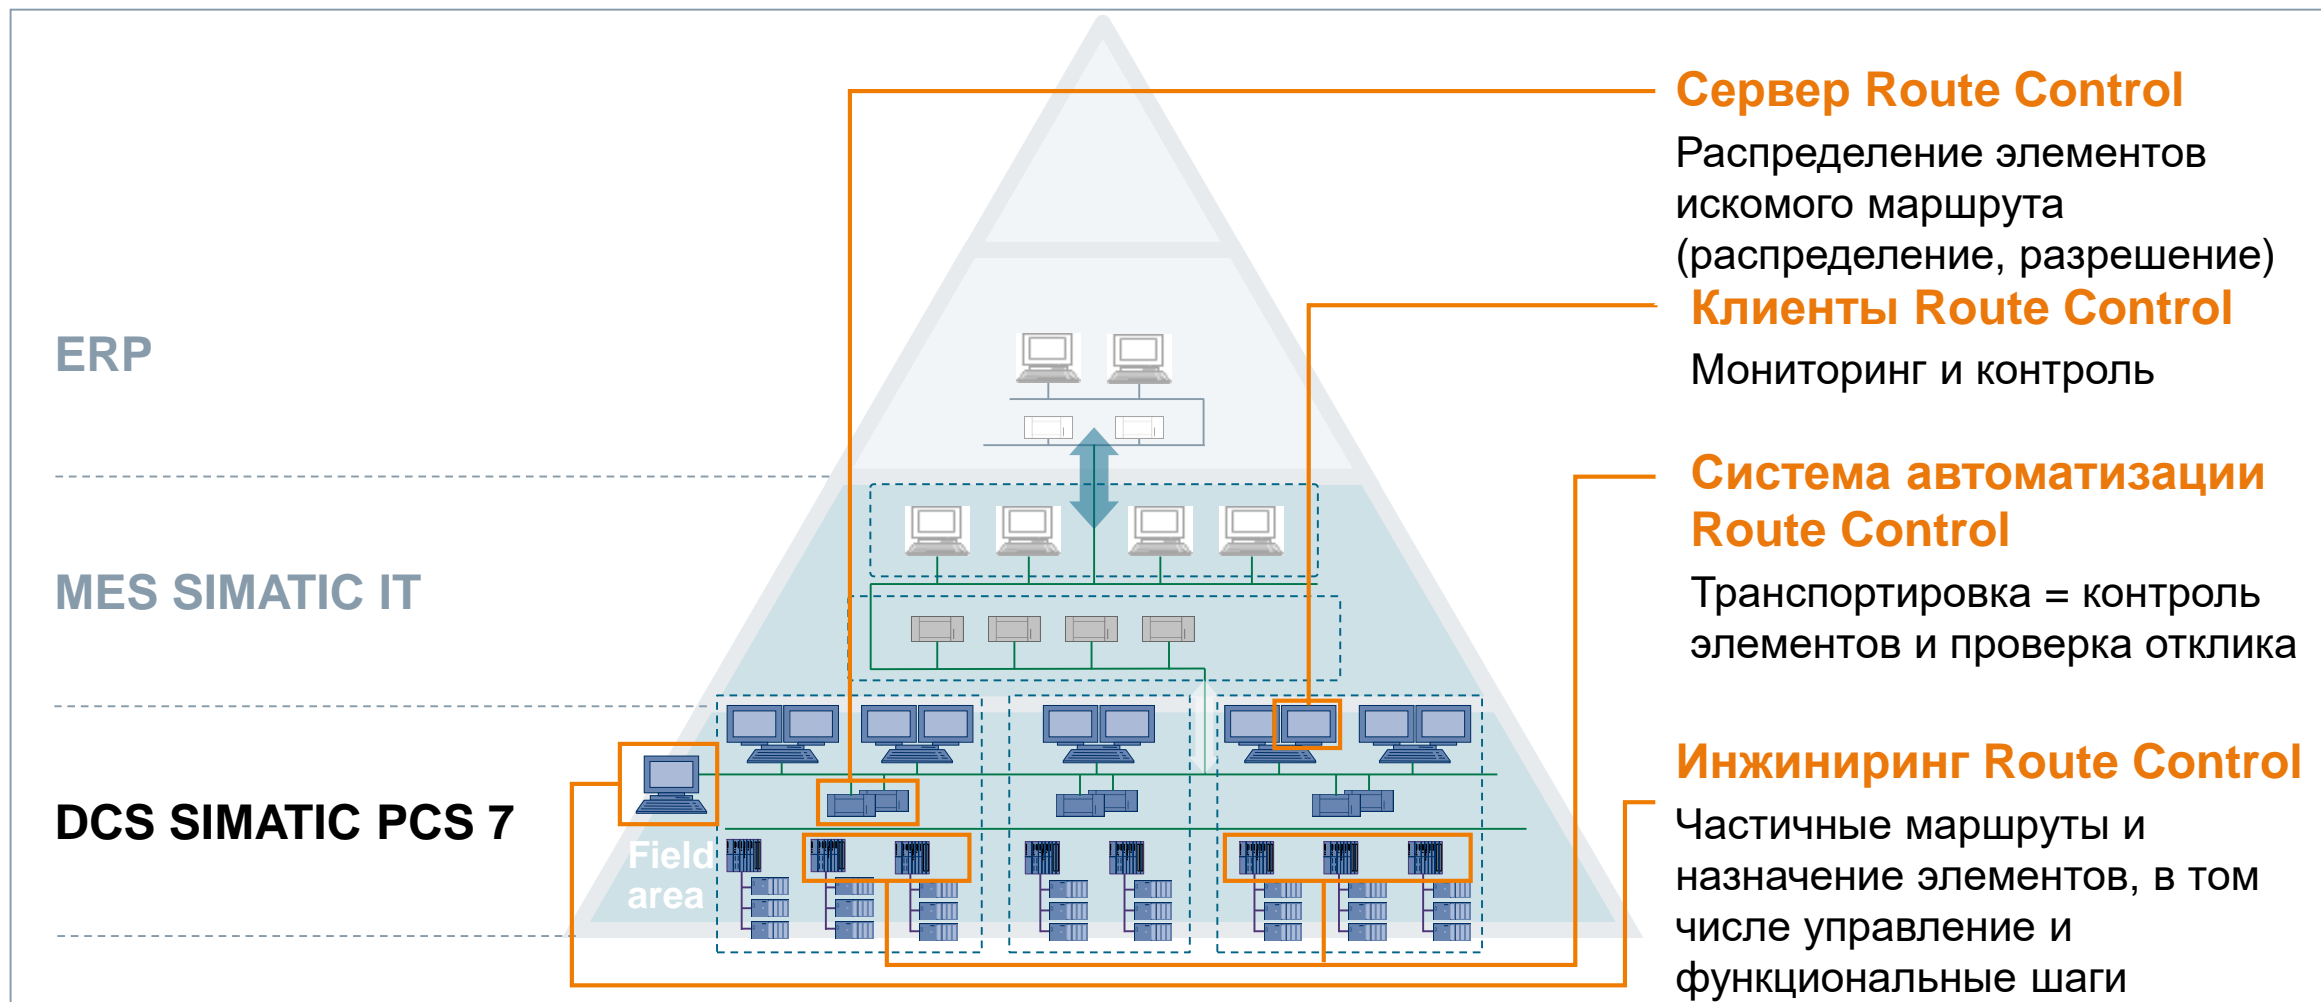 ERP
MES SIMATIC IT
DCS SIMATIC PCS 7
Field
area
Сервер Route Control
Распределение элементов
искомого маршрута
(распределение, разрешение)
Клиенты Route Control
Мониторинг и контроль
Система автоматизации
Route Control
Транспортировка = контроль
элементов и проверка отклика
Инжиниринг Route Control
Частичные маршруты и
назначение элементов, в том
числе управление и
функциональные шаги